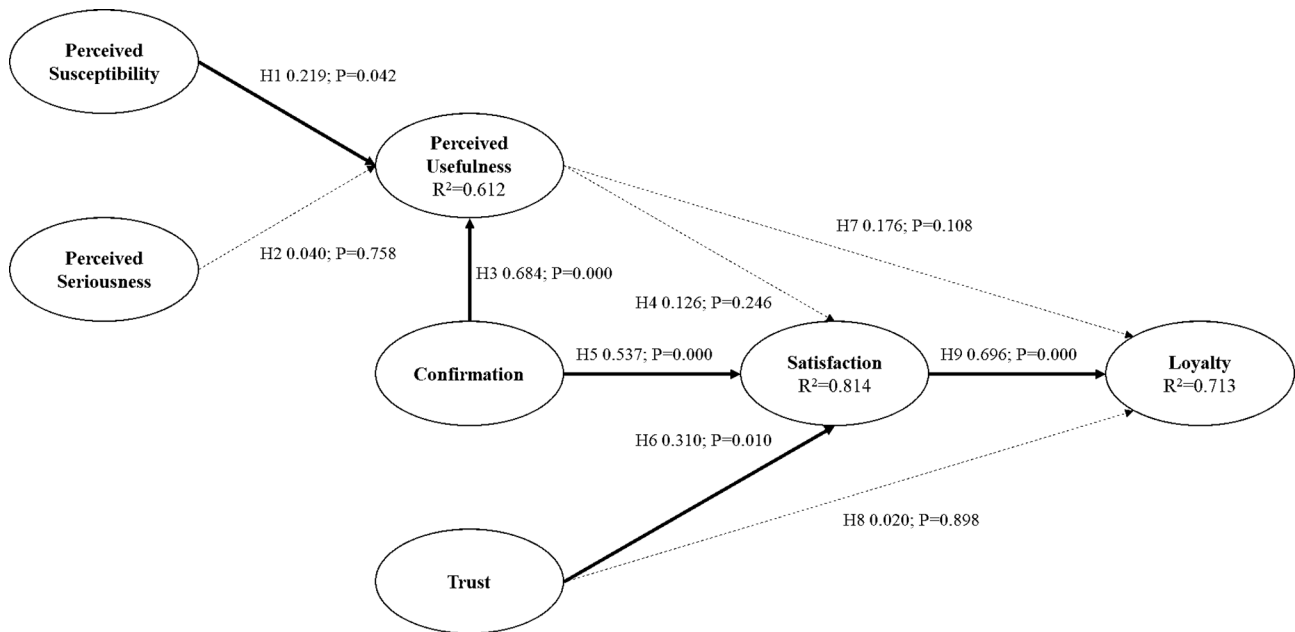 Perceived
Susceptibility
H1 0.219; P=0.042
Perceived
Usefulness
R²=0.612
H7 0.176; P=0.108
Perceived
Seriousness
H2 0.040; P=0.758
H3 0.684; P=0.000
H4 0.126; P=0.246
Confirmation
H5 0.537; P=0.000
Satisfaction
R²=0.814
H9 0.696; P=0.000
Loyalty
R²=0.713
H6 0.310; P=0.010
H8 0.020; P=0.898
Trust